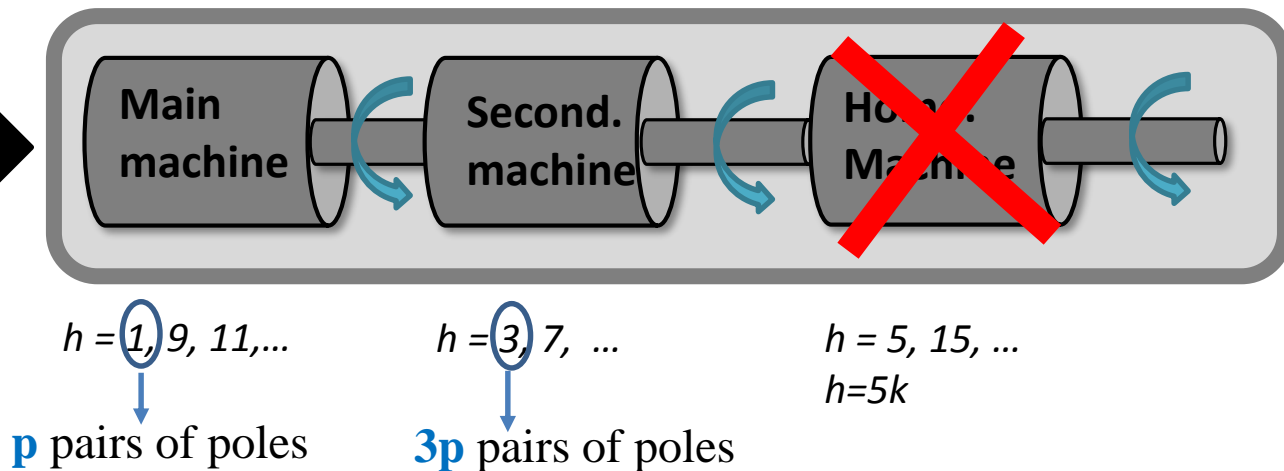 Main
machine
Second.
machine
Machine
h = 1, 9, 11,...
h = 3, 7, ...
h = 5, 15, ...
h=5k
p pairs of poles
3p pairs of poles